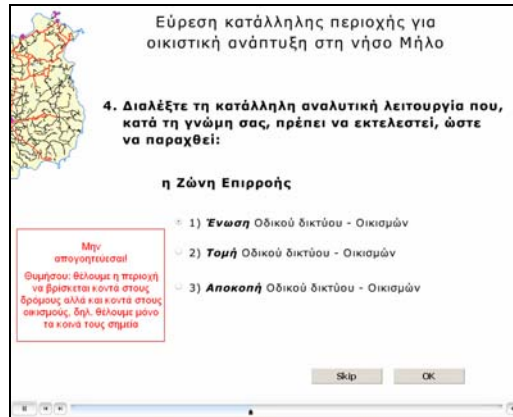 Εύρεση κατάλληλης περιοχής για
οικιστική ανάπτυξη στη νήσο Μήλο
4. Διαλέξτε τη κατάλληλη αναλυτική λειτουργία που,
κατά τη γνώμη σας, πρέπει να εκτελεστεί, ώστε
να παραχθεί:
η Ζώνη Επιρροής
1) Ένωση Οδικού δικτύου - Οικισμών
2) Τομή Οδικού δικτύου - Οικισμών
3) Αποκοπή Οδικού δικτύου - Οικισμών
Μην
απογοητεύεσαι!
Θυμήσου: θέλουμε η περιοχή
να βρίσκεται κοντά στους
δρόμους αλλά και κοντά στους
οικισμούς, δηλ. θέλουμε μόνο
τα κοινά τους σημεία
Skip
OK